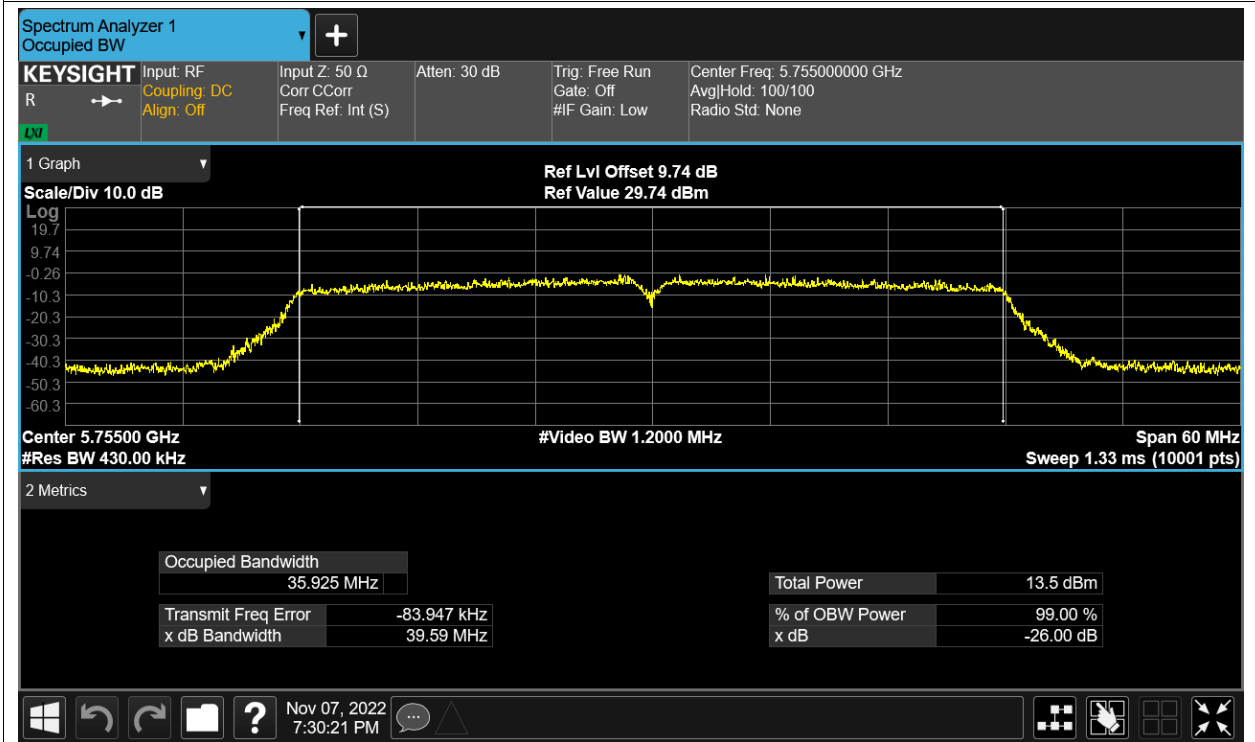 Spectrum Analyzer 1
Occupied BW
KEYSIGHT
R
LXI
Input: RF
Coupling: DC
Align: Off
Input Z: 50 Ω
Corr CCorr
Freq Ref: Int (S)
Atten: 30 dB
Trig: Free Run
Gate: Off
#IF Gain: Low
Center Freq: 5.755000000 GHz
Avg|Hold: 100/100
Radio Std: None
1 Graph
Scale/Div 10.0 dB
Ref Lvl Offset 9.74 dB
Ref Value 29.74 dBm
Log
19.7
9.74
-0.26
-10.3
-20.3
-30.3
-40.3
-50.3
-60.3
Center 5.75500 GHz
#Video BW 1.2000 MHz
Span 60 MHz
#Res BW 430.00 kHz
Sweep 1.33 ms (10001 pts)
2 Metrics
Occupied Bandwidth
35.925 MHz
Transmit Freq Error -83.947 kHz
x dB Bandwidth 39.59 MHz
Total Power 13.5 dBm
% of OBW Power 99.00 %
x dB -26.00 dB
?
Nov 07, 2022
7:30:21 PM